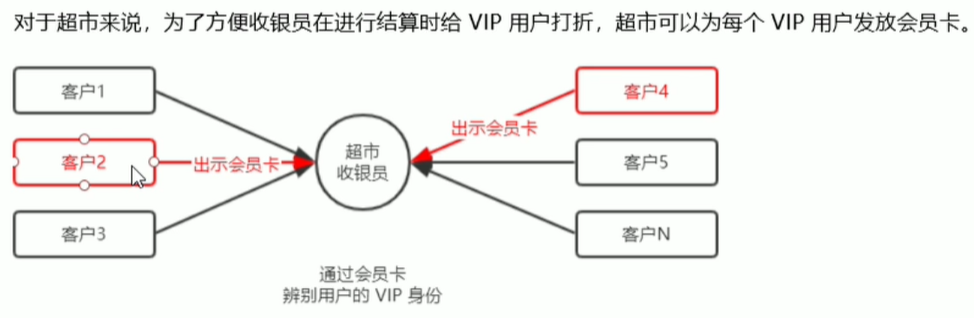 对于超市来说，为了方便收银员在进行结算时给 VIP 用户打折，超市可以为每个 VIP 用户发放会员卡。
客户1
客户2
客户3
出示会员卡
超市
收银员
出示会员卡
客户4
客户5
客户N
通过会员卡
辨别用户的 VIP 身份